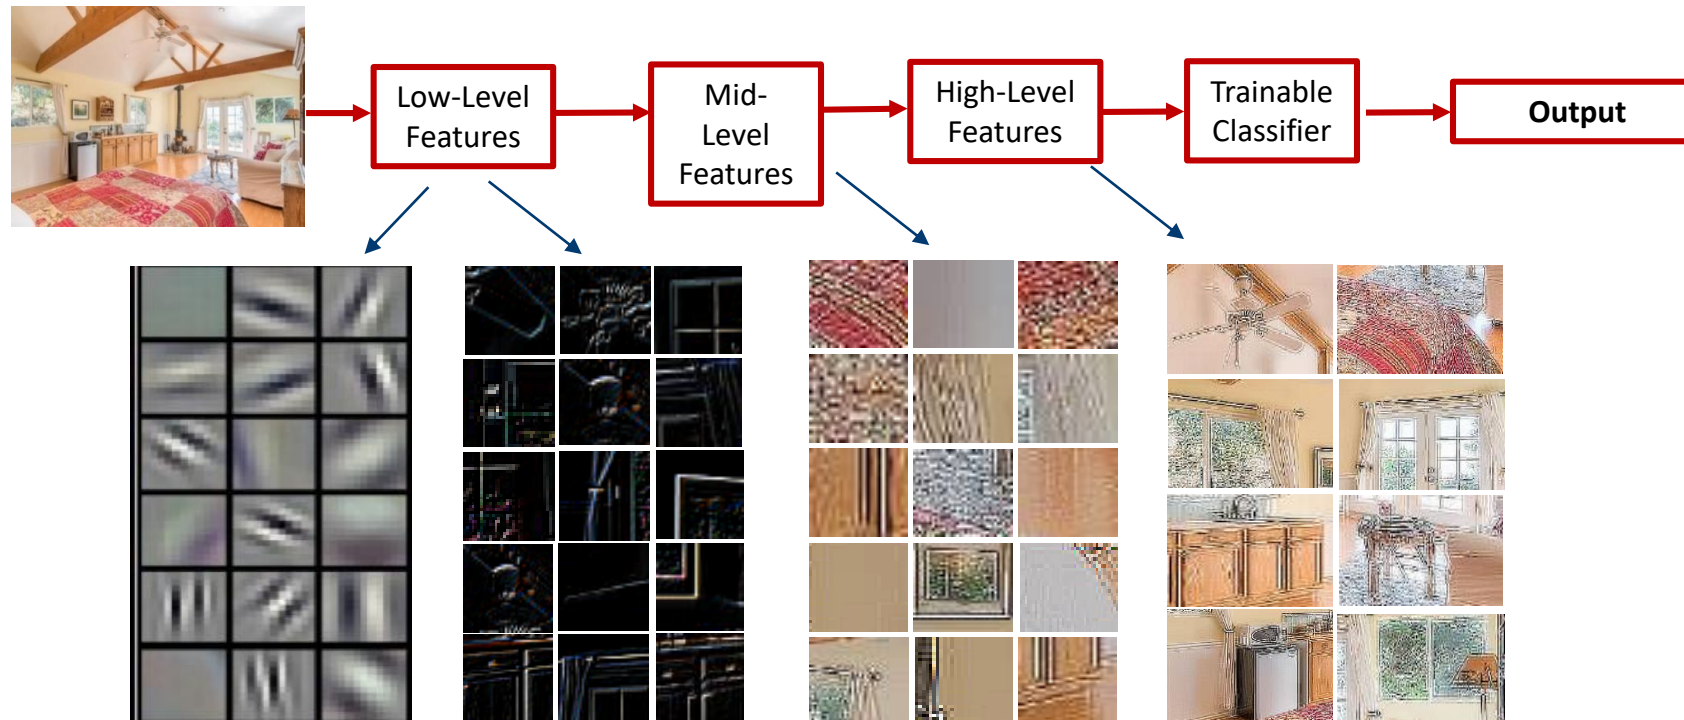 Low-Level
Features
Mid-
Level
Features
High-Level
Features
Trainable
Classifier
Output